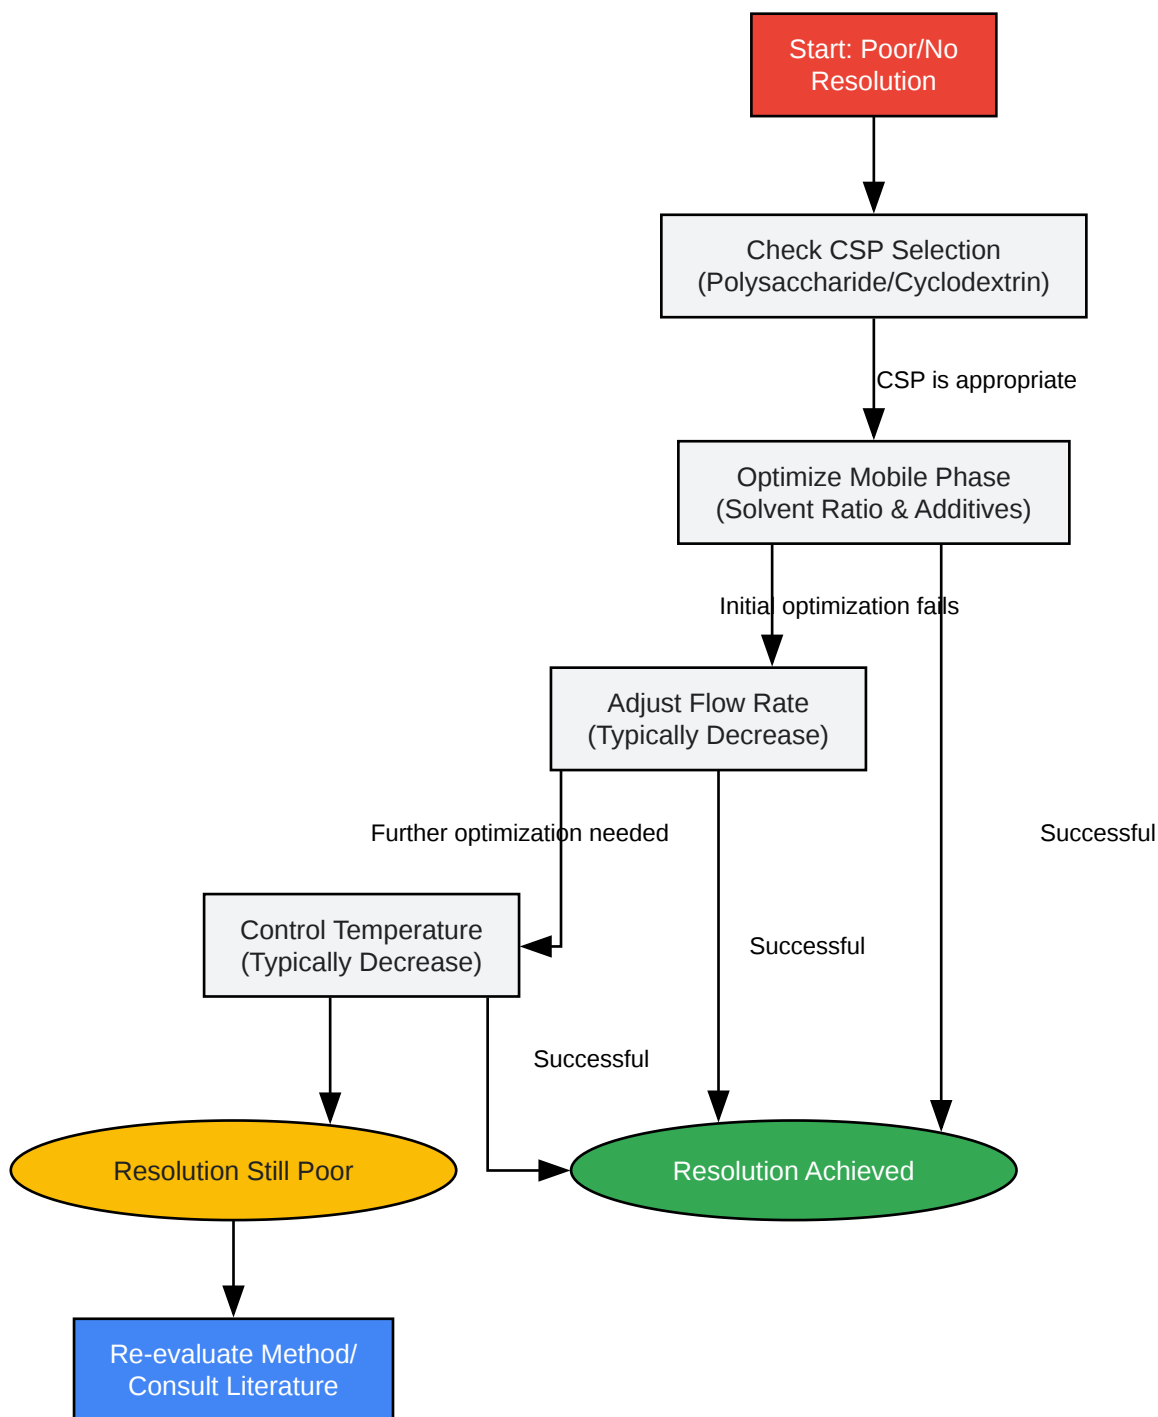 Start: Poor/No
Resolution
Check CSP Selection
(Polysaccharide/Cyclodextrin)
CSP is appropriate
Optimize Mobile Phase
(Solvent Ratio & Additives)
Initial optimization fails
Adjust Flow Rate
(Typically Decrease)
Further optimization needed
Successful
Control Temperature
(Typically Decrease)
Successful
Successful
Resolution Still Poor
Resolution Achieved
Re-evaluate Method/
Consult Literature